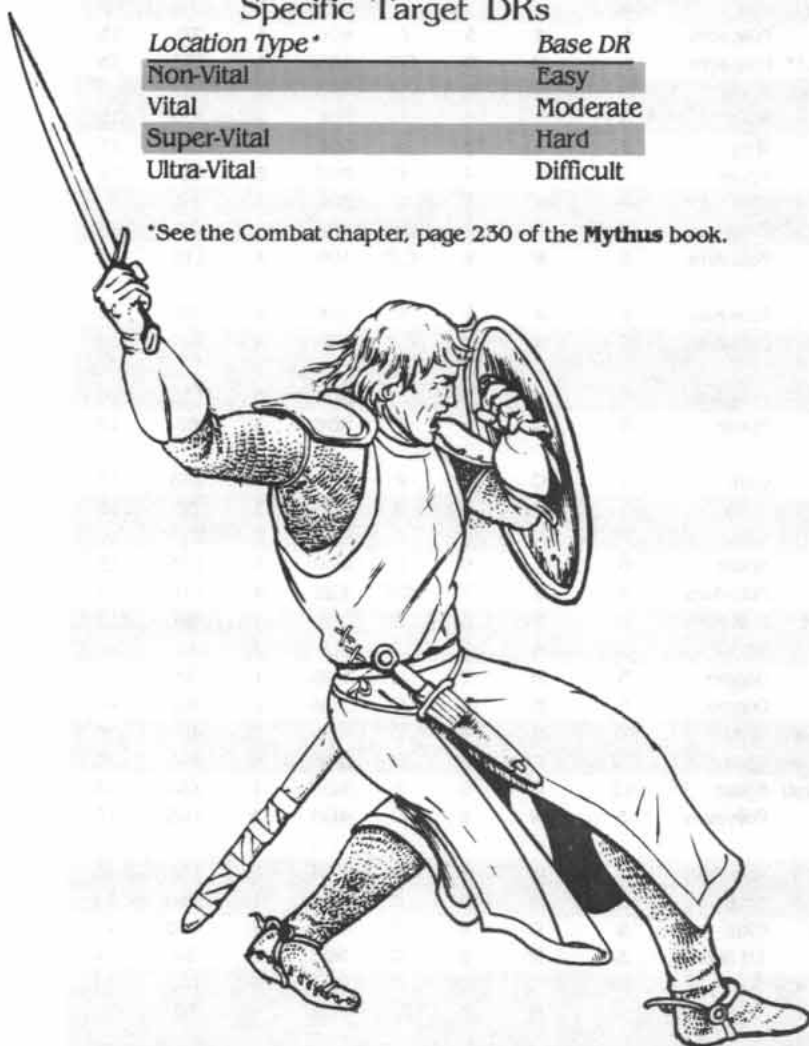 Specific Target DRs
Location Type* Base DR
Non-Vital Easy
Vital Moderate
Super-Vital Hard
Ultra-Vital Difficult
*See the Combat chapter, page 230 of the Mythus book.